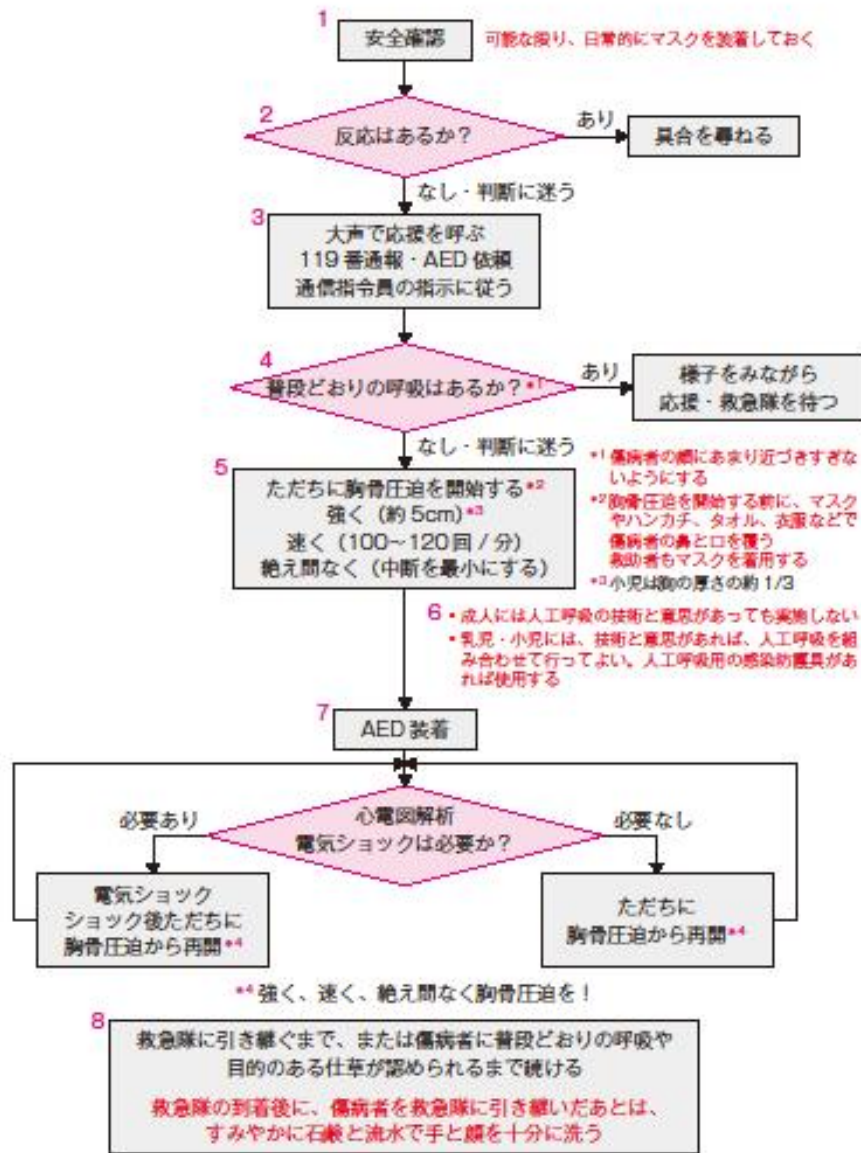 1
安全確認
可能な限り、日常的にマスクを装着しておく
2
反応はあるか？
あり
具合を尋ねる
なし・判断に迷う
3
大声で応援を呼ぶ
119番通報・AED依頼
通信指令員の指示に従う
4
普段どおりの呼吸はあるか？*1
あり
様子をみながら
応援・救急隊を待つ
なし・判断に迷う
5
ただちに胸骨圧迫を開始する*2
強く（約5cm）*3
速く（100～120回/分）
絶え間なく（中断を最小にする）
*1 傷病者の顔にあまり近づきすぎな
いようにする
*2 胸骨圧迫を開始する前に、マスク
やハンカチ、タオル、衣服などで
傷病者の鼻と口を覆う
救助者もマスクを着用する
*3 小児は胸の厚さの約1/3
6
• 成人には人工呼吸の技術と意思があっても実施しない
• 乳児・小児には、技術と意思があれば、人工呼吸を組
み合わせて行ってよい。人工呼吸用の感染防護具があ
れば使用する
7
AED装着
心電図解析
電気ショックは必要か？
必要あり
必要なし
電気ショック
ショック後ただちに
胸骨圧迫から再開*4
ただちに
胸骨圧迫から再開*4
*4 強く、速く、絶え間なく胸骨圧迫を！
8
救急隊に引き継ぐまで、または傷病者に普段どおりの呼吸や
目的のある仕草が認められるまで続ける
救急隊の到着後に、傷病者を救急隊に引き継いだあとは、
すみやかに石鹸と流水で手と顔を十分に洗う